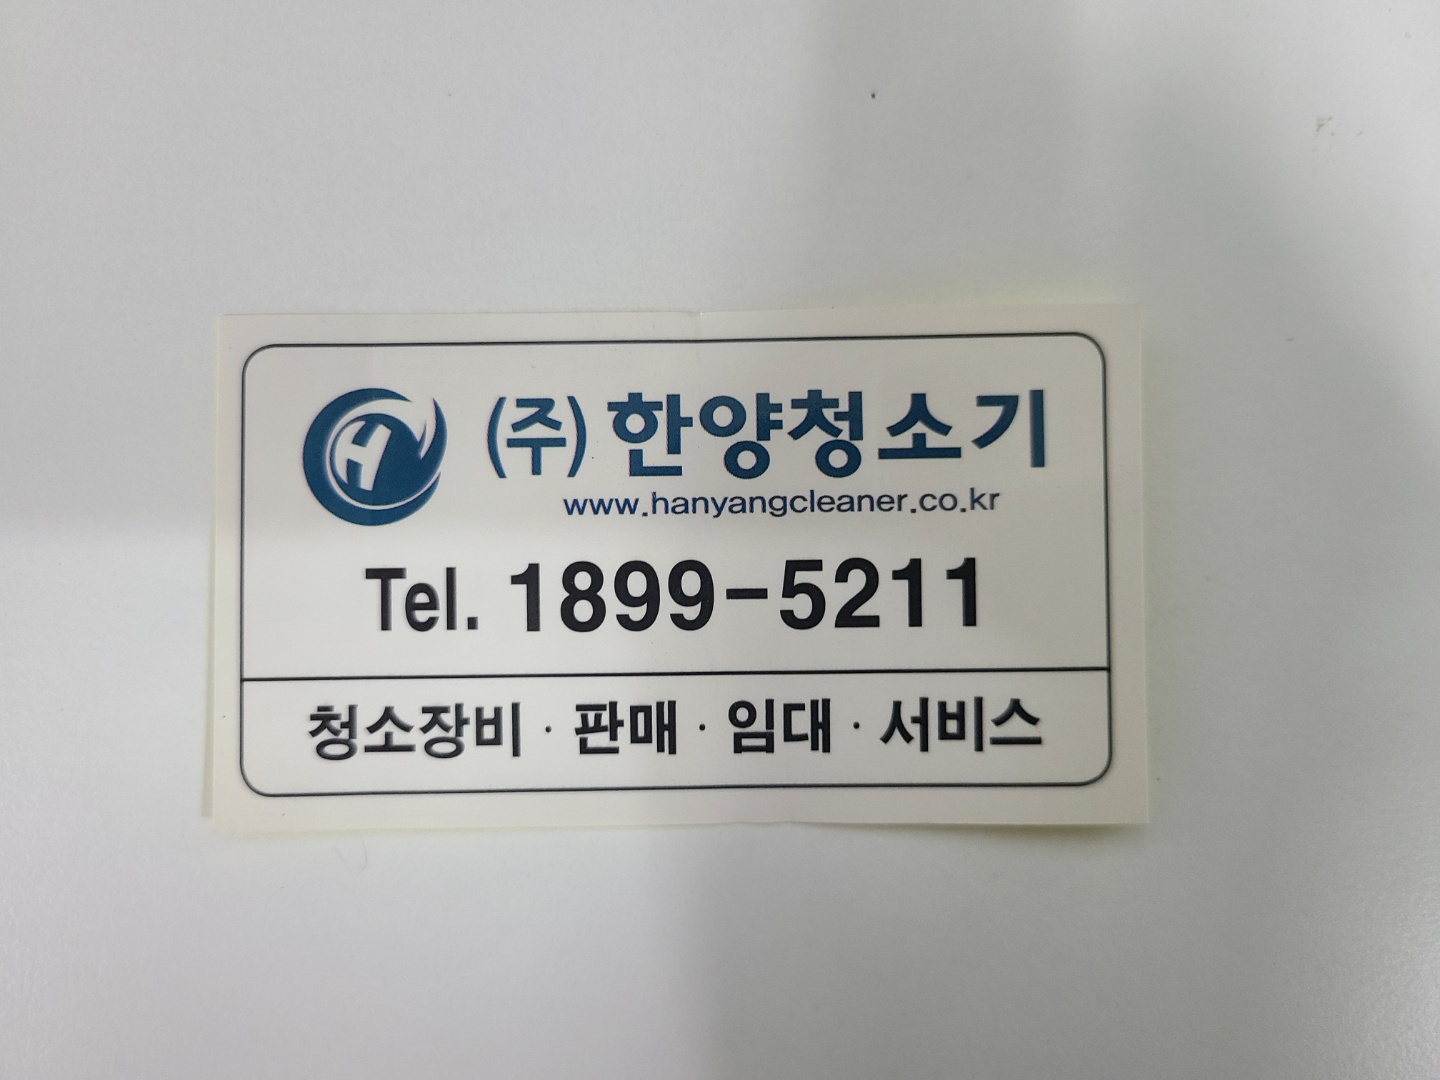 (주)한양청소기
www.hanyangcleaner.co.kr
Tel. 1899-5211
청소장비 · 판매 · 임대 · 서비스